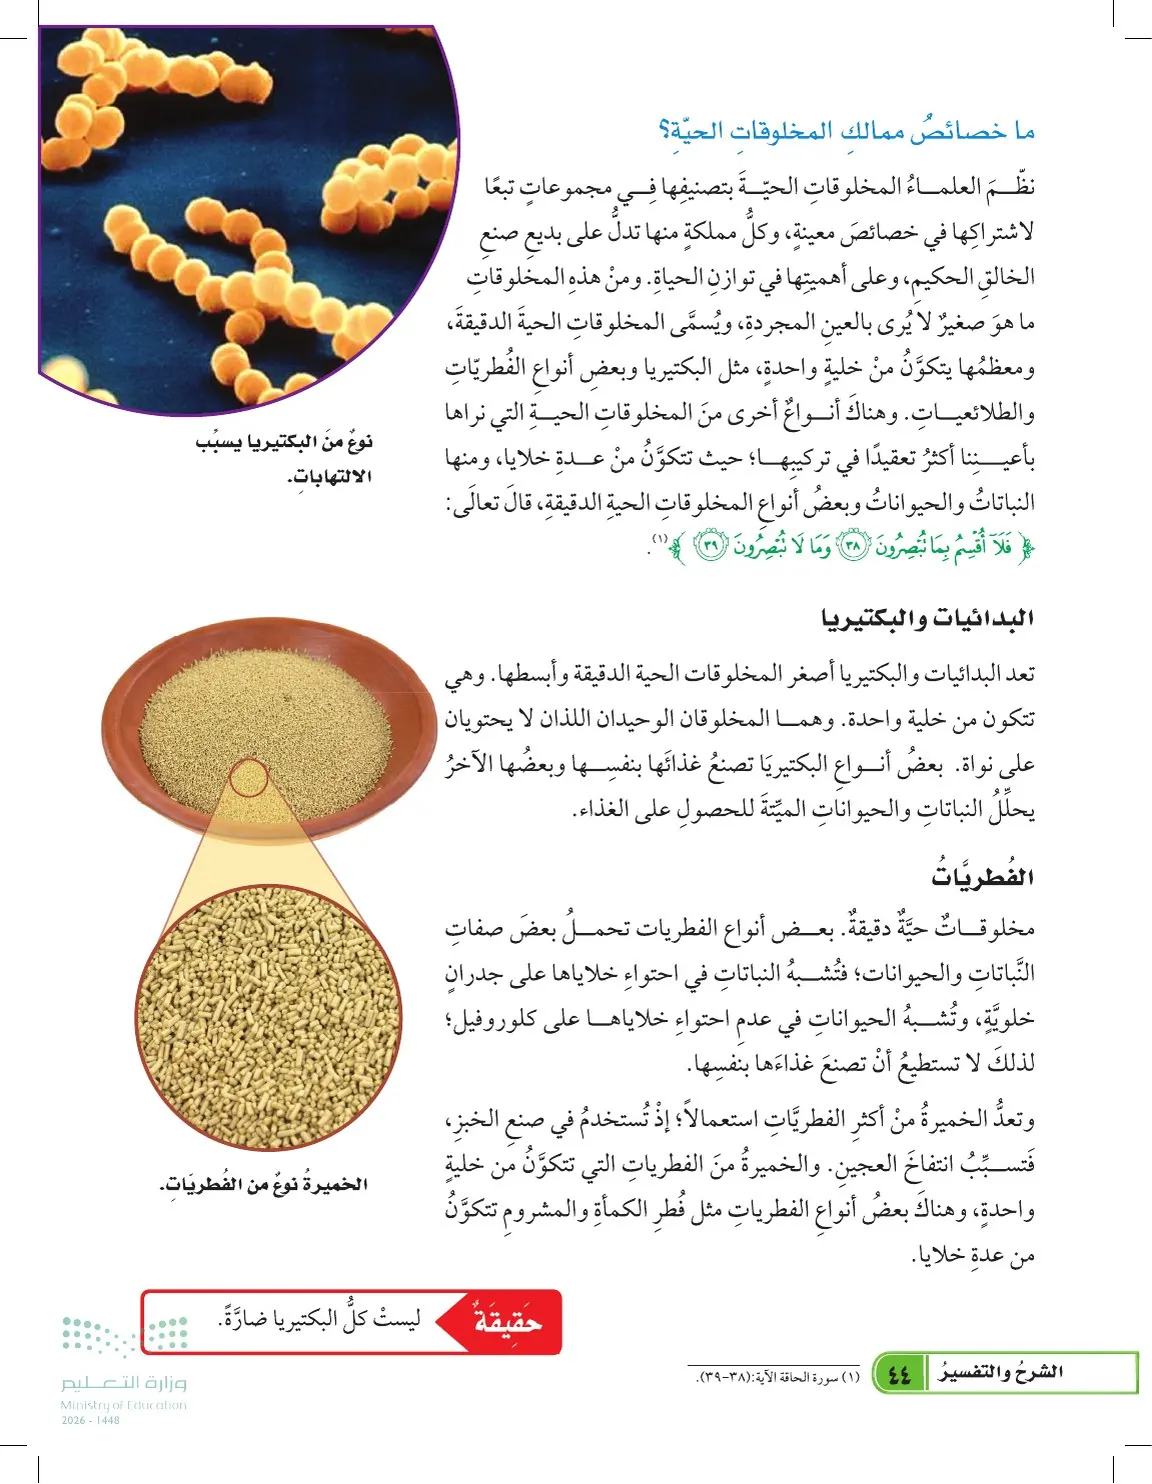 ما خصائصُ ممالكِ المخلوقاتِ الحيّةِ؟
نظَّمَ العلماءُ المخلوقاتِ الحيّةَ بتصنيفِها فِي مجموعاتٍ تبعًا
لاشتراكِها في خصائصَ معينةٍ، وكلُّ مملكةٍ منها تدلُّ على بديعِ صنعِ
الخالقِ الحكيمِ، وعلى أهميتِها في توازنِ الحياةِ. ومنْ هذهِ المخلوقاتِ
ما هوَ صغيرٌ لا يُرى بالعينِ المجردةِ، ويُسمَّى المخلوقاتِ الحيةَ الدقيقةَ،
ومعظمُها يتكوَّنُ منْ خليةٍ واحدةٍ، مثل البكتيريا وبعضِ أنواعِ الفُطريّاتِ
والطلائعياتِ. وهناكَ أنواعٌ أخرى منَ المخلوقاتِ الحيةِ التي نراها
بأعينِنا أكثرُ تعقيدًا في تركيبِها؛ حيث تتكوَّنُ منْ عدةِ خلايا، ومنها
النباتاتُ والحيواناتُ وبعضُ أنواعِ المخلوقاتِ الحيةِ الدقيقةِ، قالَ تعالَى:
﴿ فَلَآ أُقْسِمُ بِمَا تُبْصِرُونَ ٣٨ وَمَا لَا تُبْصِرُونَ ٣٩ ﴾(١).
نوعٌ منَ البكتيريا يسبِّب
الالتهاباتِ.
البدائيات والبكتيريا
تعد البدائيات والبكتيريا أصغر المخلوقات الحية الدقيقة وأبسطها. وهي
تتكون من خلية واحدة. وهما المخلوقان الوحيدان اللذان لا يحتويان
على نواة. بعضُ أنواعِ البكتيريَا تصنعُ غذائَها بنفسِها وبعضُها الآخرُ
يحلِّلُ النباتاتِ والحيواناتِ الميِّتةَ للحصولِ على الغذاء.
الفُطريَّاتُ
مخلوقاتٌ حيَّةٌ دقيقةٌ. بعض أنواع الفطريات تحملُ بعضَ صفاتِ
النَّباتاتِ والحيوانات؛ فتُشبهُ النباتاتِ في احتواءِ خلاياها على جدرانٍ
خلويَّةٍ، وتُشبهُ الحيواناتِ في عدمِ احتواءِ خلاياها على كلوروفيل؛
لذلكَ لا تستطيعُ أنْ تصنعَ غذاءَها بنفسِها.
وتعدُّ الخميرةُ منْ أكثرِ الفطريَّاتِ استعمالاً؛ إذْ تُستخدمُ في صنعِ الخبزِ،
فَتسبِّبُ انتفاخَ العجينِ. والخميرةُ منَ الفطرياتِ التي تتكوَّنُ من خليةٍ
واحدةٍ، وهناكَ بعضُ أنواعِ الفطرياتِ مثل فُطرِ الكمأةِ والمشرومِ تتكوَّنُ
من عدةِ خلايا.
الخميرةُ نوعٌ من الفُطريَاتِ.
حَقِيقَةٌ
ليستْ كلُّ البكتيريا ضارَّةً.
(١) سورة الحاقة الآية:(٣٨-٣٩).
الشرحُ والتفسيرُ
٤٤
وزارة التعليم
Ministry of Education
2026 - 1448